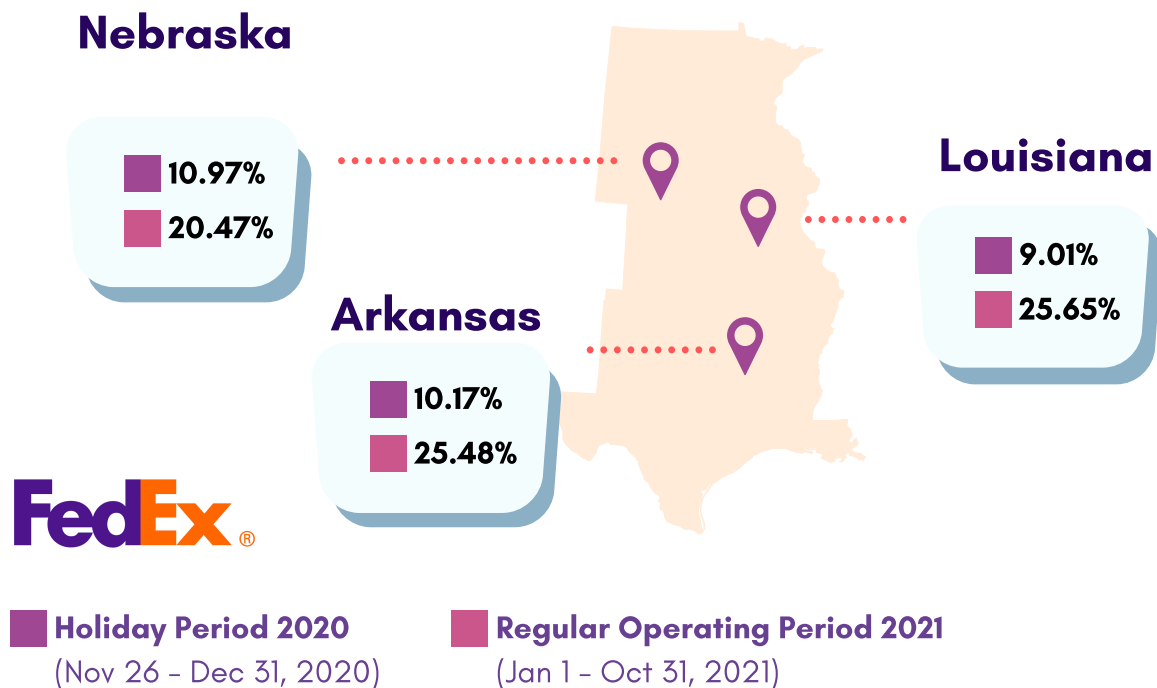 Nebraska
10.97%
20.47%
Louisiana
9.01%
25.65%
Arkansas
10.17%
25.48%
FedEx ®
Holiday Period 2020
(Nov 26 – Dec 31, 2020)
Regular Operating Period 2021
(Jan 1 – Oct 31, 2021)